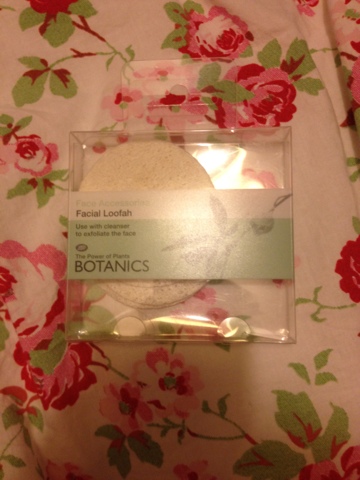 Face Accessories
Facial Loofah
Use with cleanser
to exfoliate the face
Boots
The Power of Plants
BOTANICS